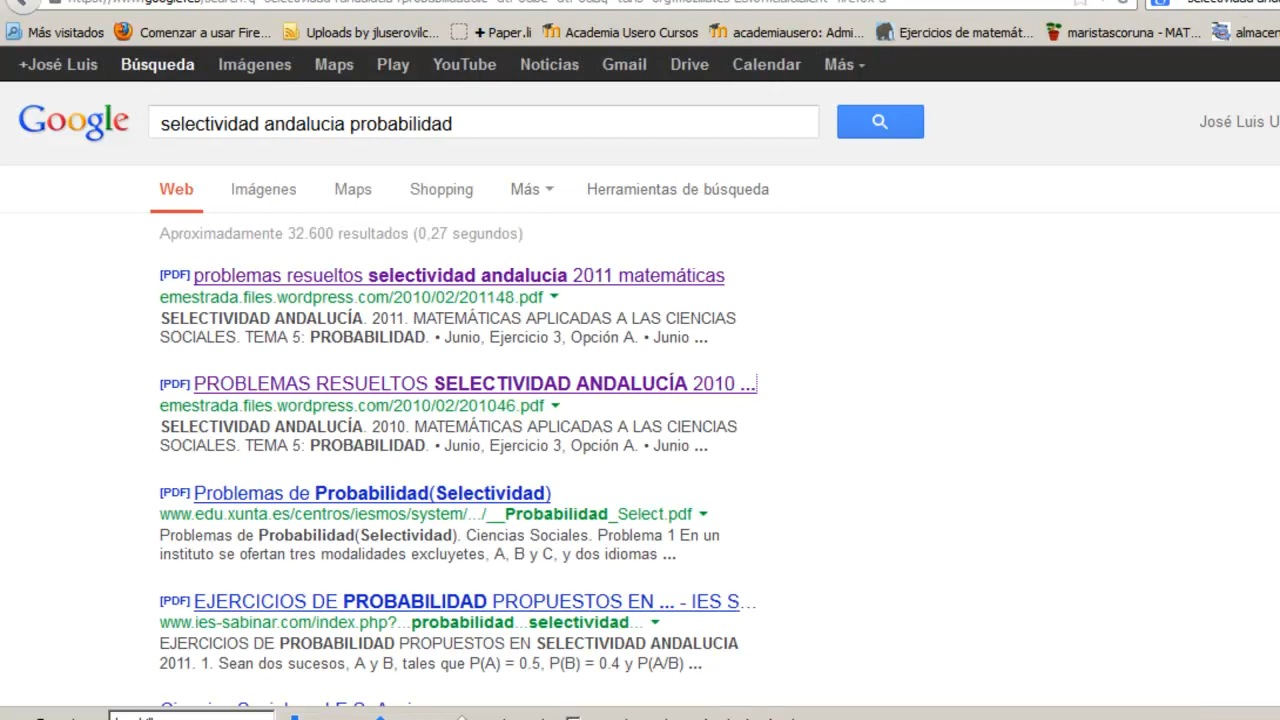 Más visitados Comenzar a usar Fire... Uploads by jluserovilc... + Paper.li Academia Usero Cursos academiausero: Admi... Ejercicios de matemát... maristascoruna - MAT... almacen
+José Luis Búsqueda Imágenes Maps Play YouTube Noticias Gmail Drive Calendar Más
Google selectividad andalucia probabilidad José Luis U
Web Imágenes Maps Shopping Más Herramientas de búsqueda
Aproximadamente 32.600 resultados (0,27 segundos)
[PDF] problemas resueltos selectividad andalucía 2011 matemáticas
emestrada.files.wordpress.com/2010/02/201148.pdf
SELECTIVIDAD ANDALUCÍA. 2011. MATEMÁTICAS APLICADAS A LAS CIENCIAS
SOCIALES. TEMA 5: PROBABILIDAD. • Junio, Ejercicio 3, Opción A. • Junio ...
[PDF] PROBLEMAS RESUELTOS SELECTIVIDAD ANDALUCÍA 2010 ...
emestrada.files.wordpress.com/2010/02/201046.pdf
SELECTIVIDAD ANDALUCÍA. 2010. MATEMÁTICAS APLICADAS A LAS CIENCIAS
SOCIALES. TEMA 5: PROBABILIDAD. • Junio, Ejercicio 3, Opción A. • Junio ...
[PDF] Problemas de Probabilidad(Selectividad)
www.edu.xunta.es/centros/iesmos/system/.../__Probabilidad_Select.pdf
Problemas de Probabilidad(Selectividad). Ciencias Sociales. Problema 1 En un
instituto se ofertan tres modalidades excluyetes, A, B y C, y dos idiomas ...
[PDF] EJERCICIOS DE PROBABILIDAD PROPUESTOS EN ... - IES S...
www.ies-sabinar.com/index.php?...probabilidad...selectividad...
EJERCICIOS DE PROBABILIDAD PROPUESTOS EN SELECTIVIDAD ANDALUCIA
2011. 1. Sean dos sucesos, A y B, tales que P(A) = 0.5, P(B) = 0.4 y P(A/B) ...